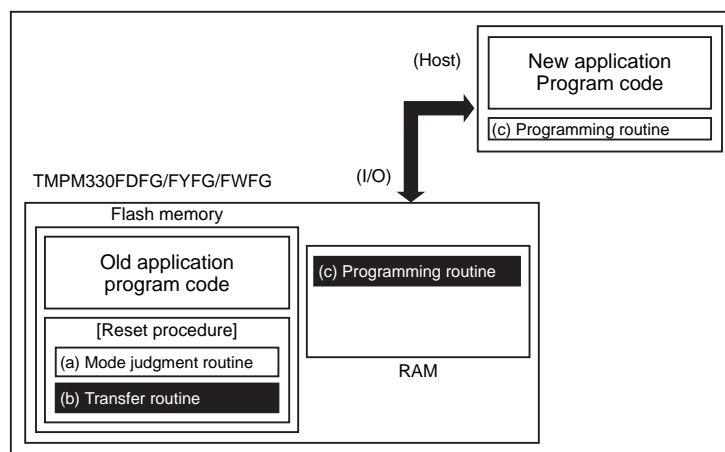 (Host)
New application
Program code
(c) Programming routine
(I/O)
TMPM330FDFG/FYFG/FWFG
Flash memory
Old application
program code
[Reset procedure]
(a) Mode judgment routine
(b) Transfer routine
(c) Programming routine
RAM